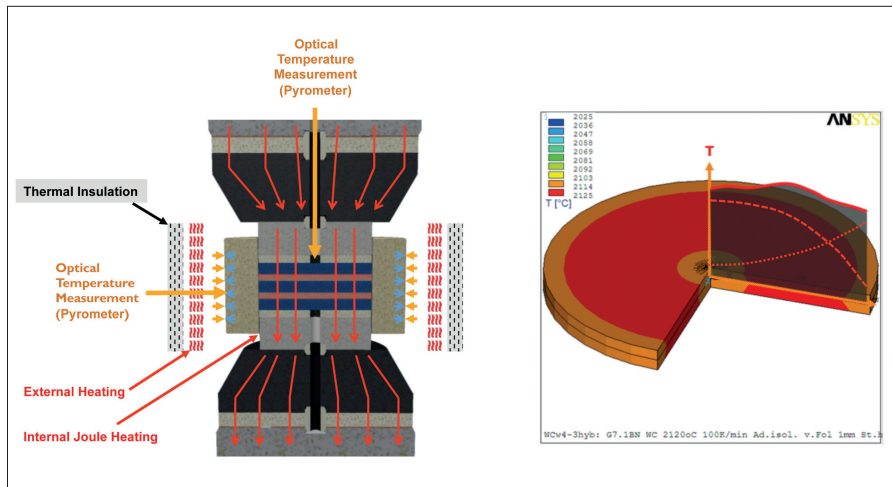 Optical
Temperature
Measurement
(Pyrometer)
Thermal Insulation
Optical
Temperature
Measurement
(Pyrometer)
External Heating
Internal Joule Heating
2025
2036
2047
2058
2069
2081
2092
2103
2114
2125
T [°C]
ANSYS
T
WCw4-3hyb: G7.1BN WC 2120oC 100K/min Ad.isol. v.Fol 1mm St.h